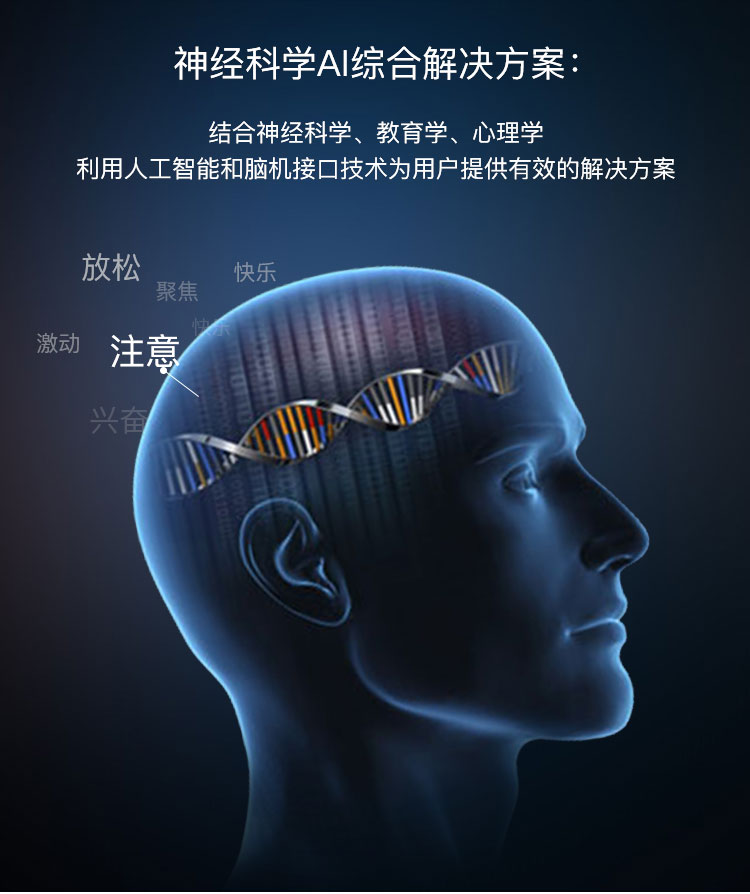 神经科学AI综合解决方案：
结合神经科学、教育学、心理学
利用人工智能和脑机接口技术为用户提供有效的解决方案
放松
快乐
聚焦
快乐
激动
注意
兴奋